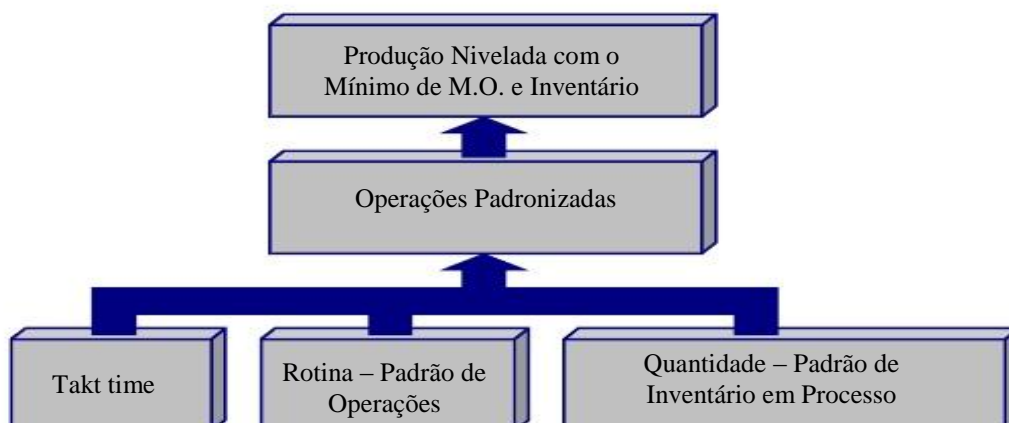 Produção Nivelada com o
Mínimo de M.O. e Inventário
Operações Padronizadas
Takt time
Rotina – Padrão de
Operações
Quantidade – Padrão de
Inventário em Processo